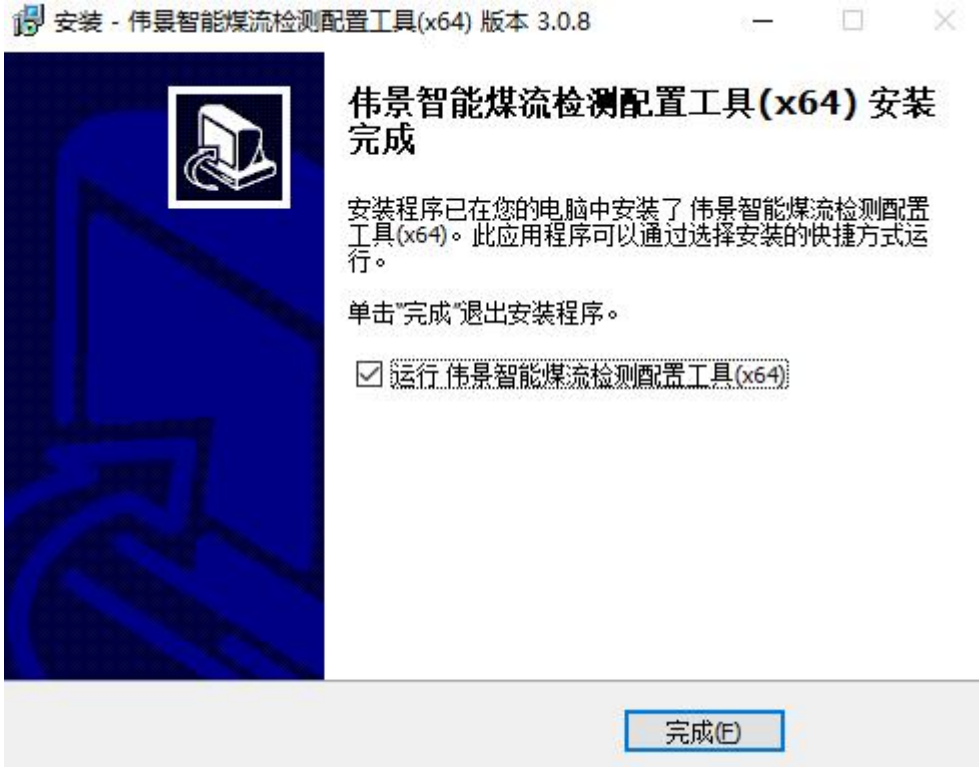 安装 - 伟景智能煤流检测配置工具(x64) 版本 3.0.8
伟景智能煤流检测配置工具(x64) 安装
完成
安装程序已在您的电脑中安装了 伟景智能煤流检测配置
工具(x64)。此应用程序可以通过选择安装的快捷方式运
行。
单击"完成"退出安装程序。
运行 伟景智能煤流检测配置工具(x64)
完成(F)